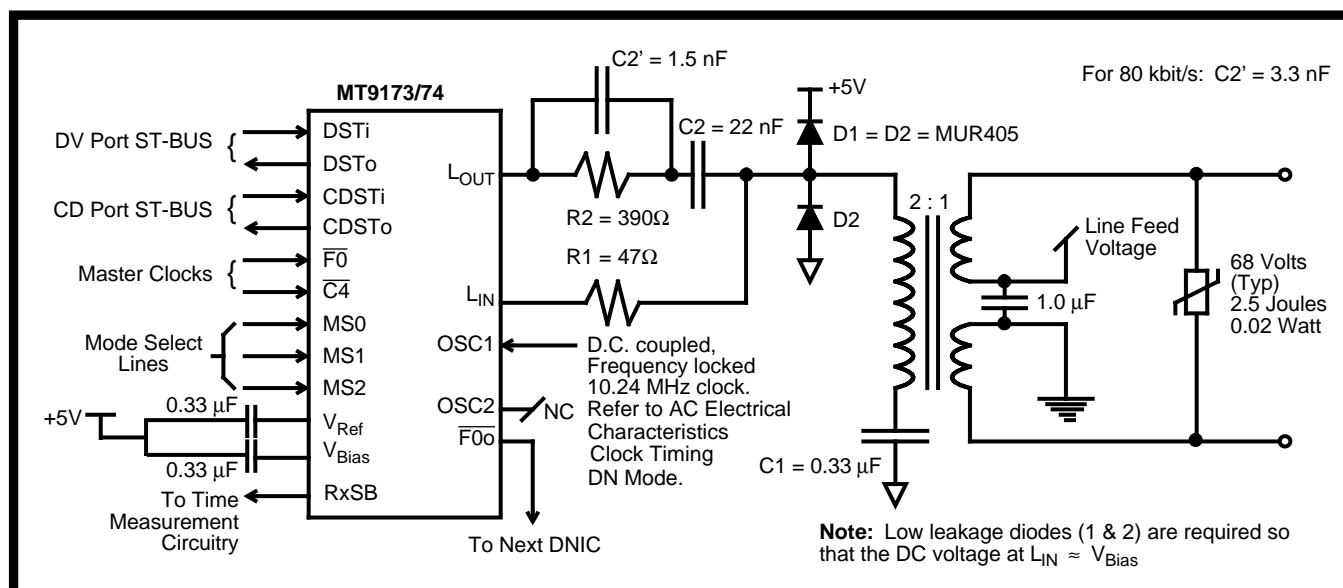 C2' = 1.5 nF
For 80 kbit/s: C2' = 3.3 nF
MT9173/74
+5V
DV Port ST-BUS {
DSTi
DSTo
C2 = 22 nF
D1 = D2 = MUR405
L_OUT
CD Port ST-BUS {
CDSTi
CDSTo
R2 = 390Ω
D2
2 : 1
Line Feed
Voltage
Master Clocks {
F̅0̅
C̅4̅
R1 = 47Ω
L_IN
1.0 µF
68 Volts
(Typ)
2.5 Joules
0.02 Watt
Mode Select
Lines
MS0
MS1
MS2
OSC1
D.C. coupled,
Frequency locked
10.24 MHz clock.
Refer to AC Electrical
Characteristics
Clock Timing
DN Mode.
OSC2
NC
+5V
0.33 µF
V_Ref
F̅0̅o̅
V_Bias
0.33 µF
C1 = 0.33 µF
RxSB
To Time
Measurement
Circuitry
To Next DNIC
Note: Low leakage diodes (1 & 2) are required so
that the DC voltage at L_IN ≈ V_Bias